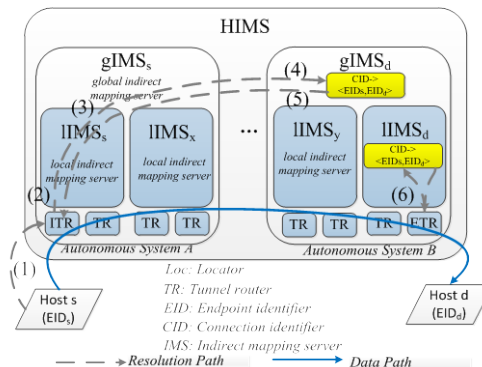 HIMS
gIMSs
global indirect
mapping server
gIMSd
(4)
CID->
<EIDs,EIDd>
(3)
(5)
lIMSs
local indirect
mapping server
lIMSx
local indirect
mapping server
...
lIMSy
local indirect
mapping server
lIMSd
CID->
<EIDs,EIDd>
(2)
(6)
ITR
TR
TR
TR
TR
TR
TR
ETR
Autonomous System A
Autonomous System B
(1)
Host s
(EIDs)
Host d
(EIDd)
Loc: Locator
TR: Tunnel router
EID: Endpoint identifier
CID: Connection identifier
IMS: Indirect mapping server
Resolution Path
Data Path